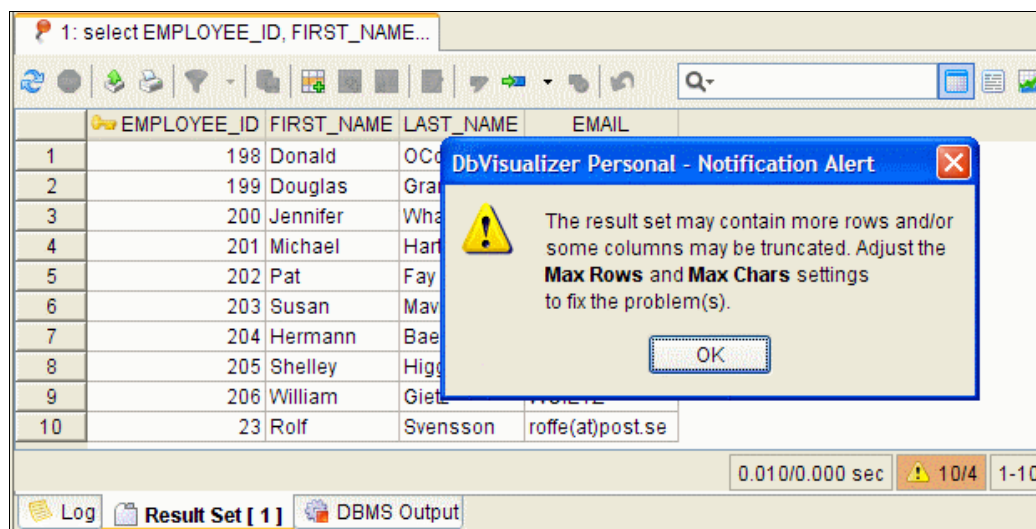 1: select EMPLOYEE_ID, FIRST_NAME...
EMPLOYEE_ID FIRST_NAME LAST_NAME EMAIL
1 198 Donald
2 199 Douglas
3 200 Jennifer
4 201 Michael
5 202 Pat Fay
6 203 Susan
7 204 Hermann
8 205 Shelley
9 206 William
10 23 Rolf Svensson roffe(at)post.se
DbVisualizer Personal - Notification Alert
The result set may contain more rows and/or
some columns may be truncated. Adjust the
Max Rows and Max Chars settings
to fix the problem(s).
OK
0.010/0.000 sec 10/4
Log Result Set [ 1 ] DBMS Output